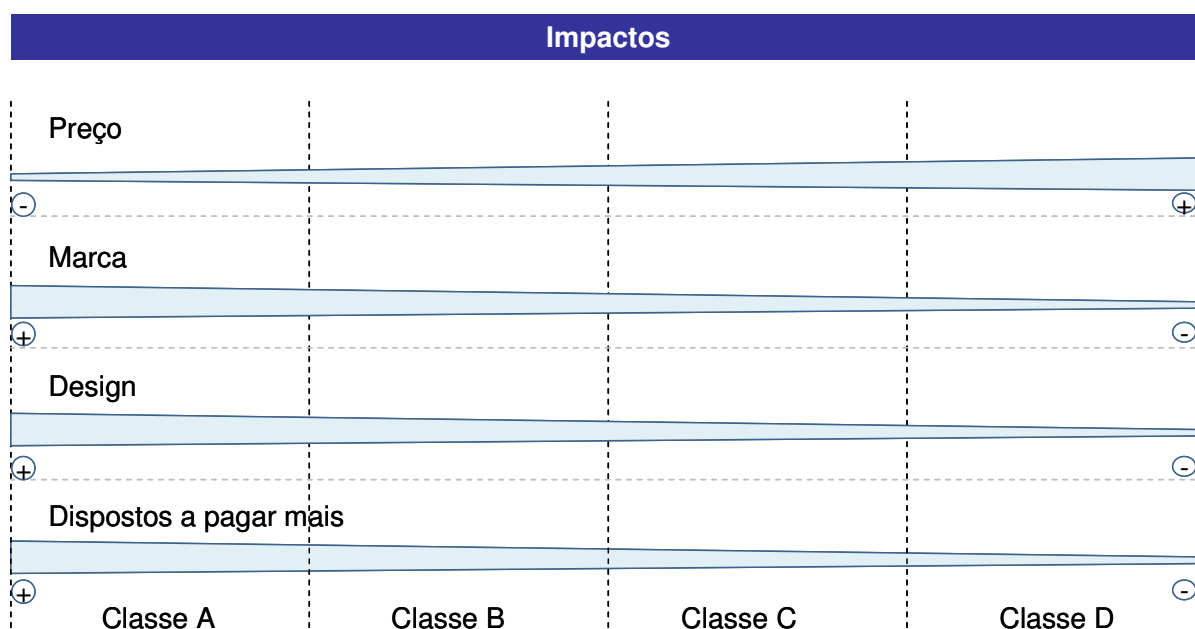 Impactos
Preço
- +
Marca
+ -
Design
+ -
Dispostos a pagar mais
+ -
Classe A Classe B Classe C Classe D